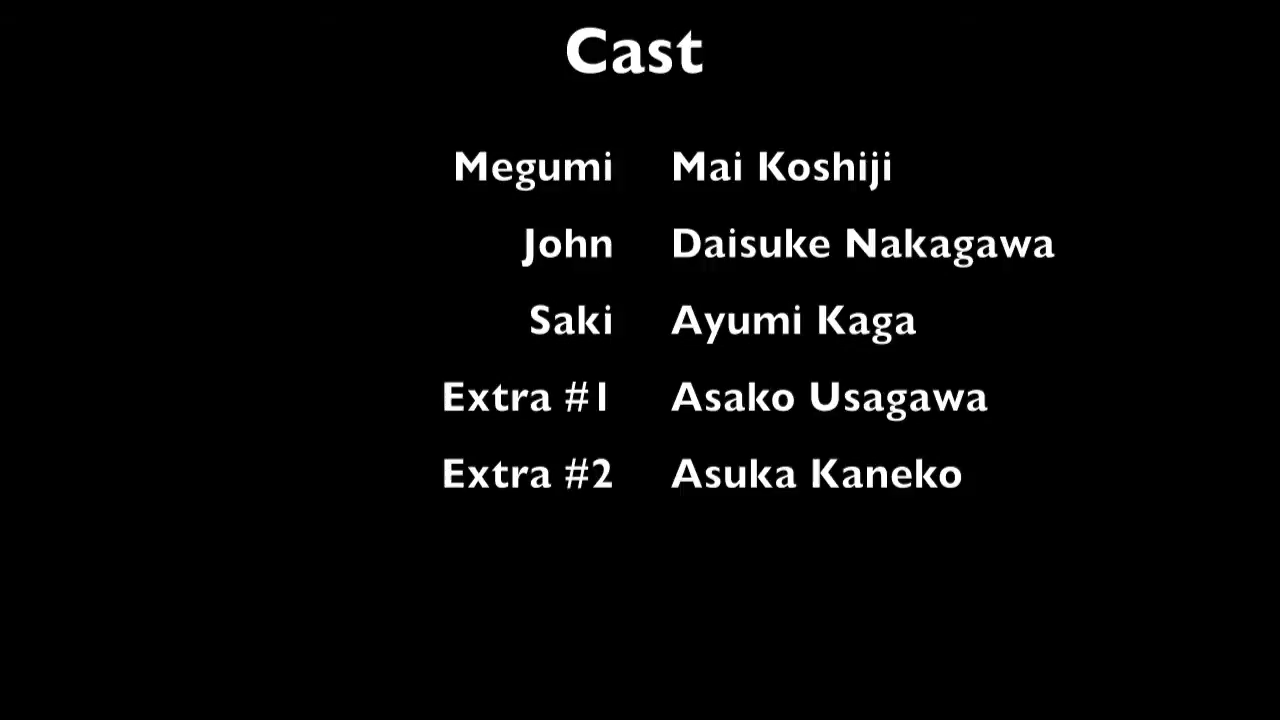 Cast
Megumi Mai Koshiji
John Daisuke Nakagawa
Saki Ayumi Kaga
Extra #1 Asako Usagawa
Extra #2 Asuka Kaneko